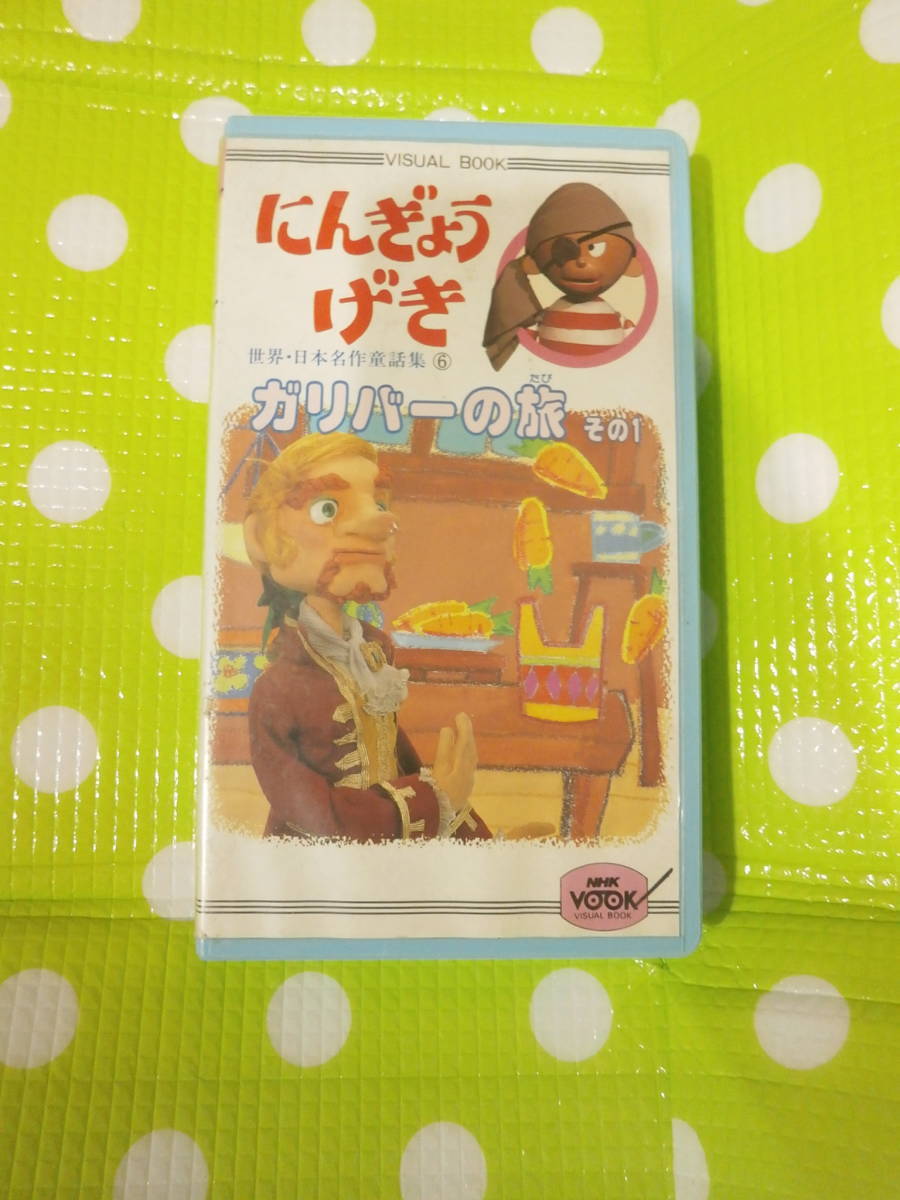 VISUAL BOOK
にんぎょう
げき
世界・日本名作童話集⑥
たび
ガリバーの旅 その1
NHK
VOOK
VISUAL BOOK